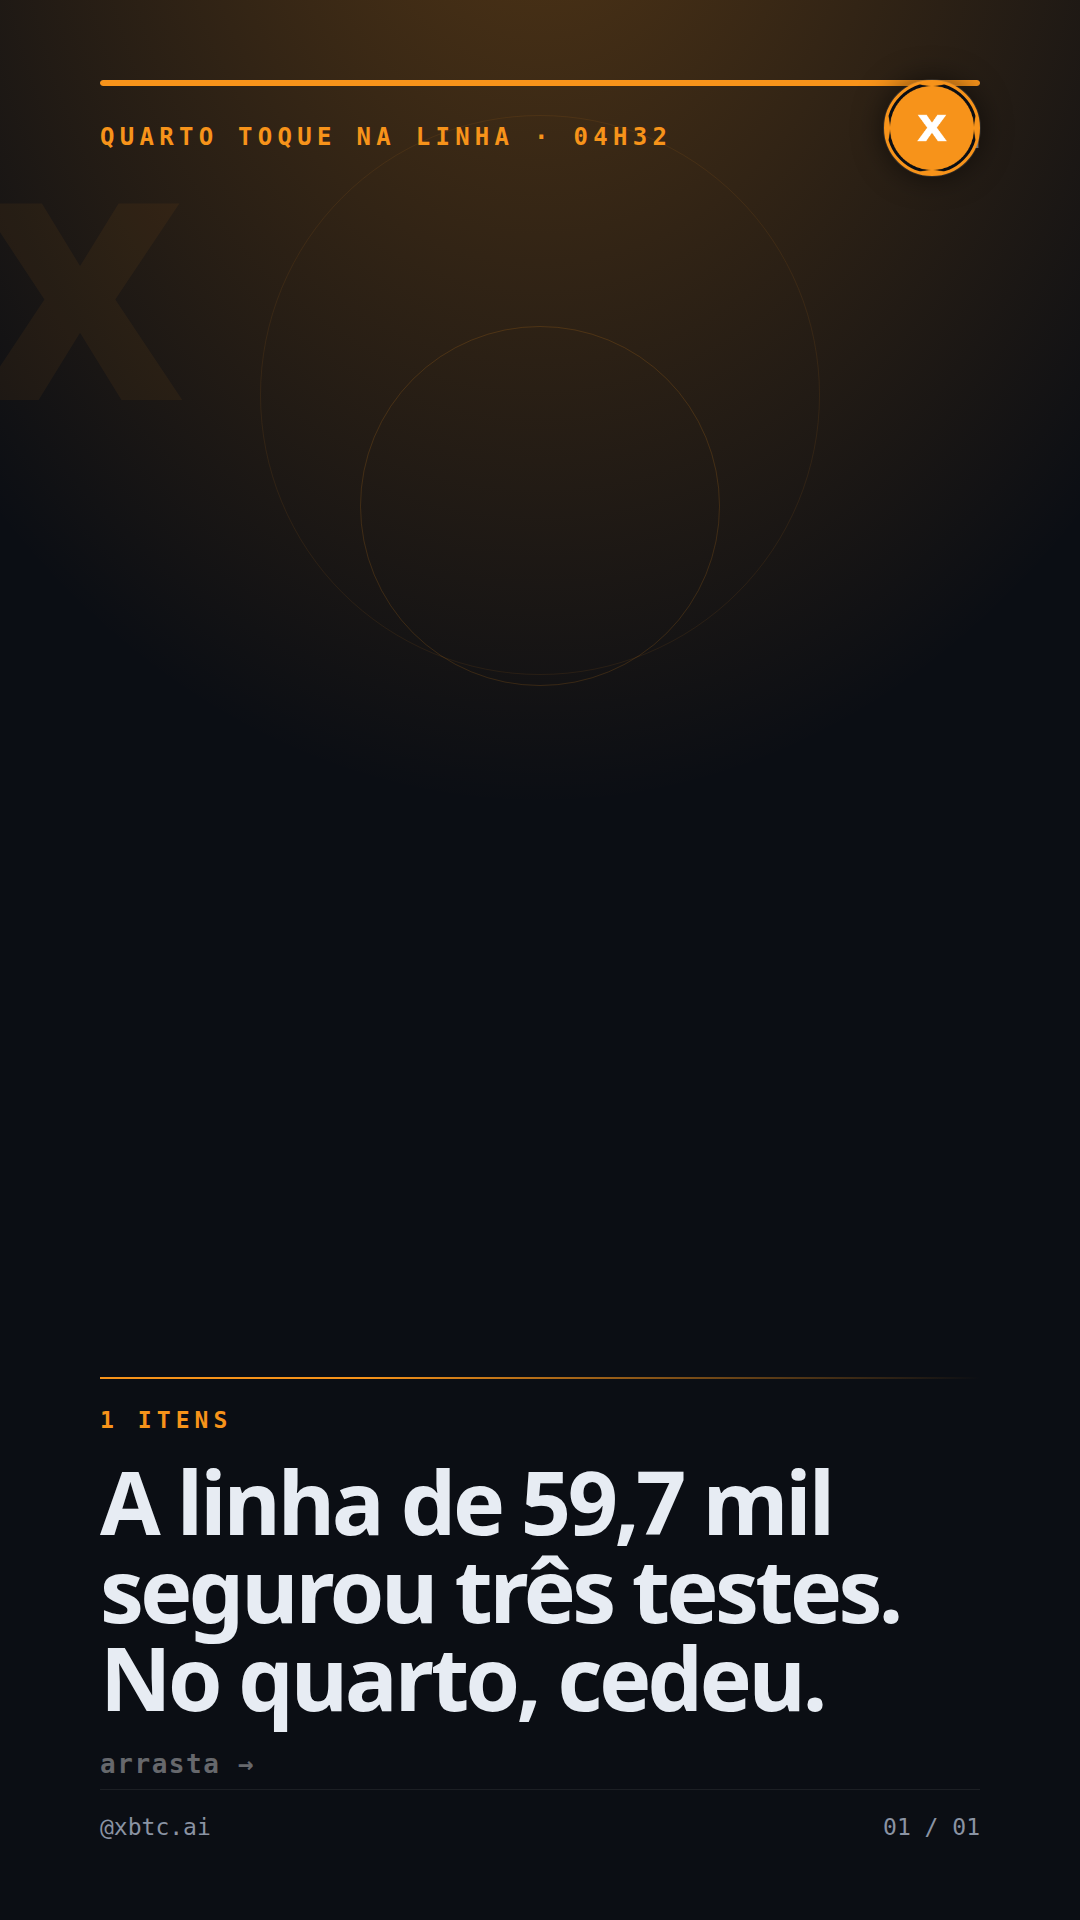 QUARTO TOQUE NA LINHA · 04H32
X
X
1 ITENS
A linha de 59,7 mil
segurou três testes.
No quarto, cedeu.
arrasta →
@xbtc.ai
01 / 01